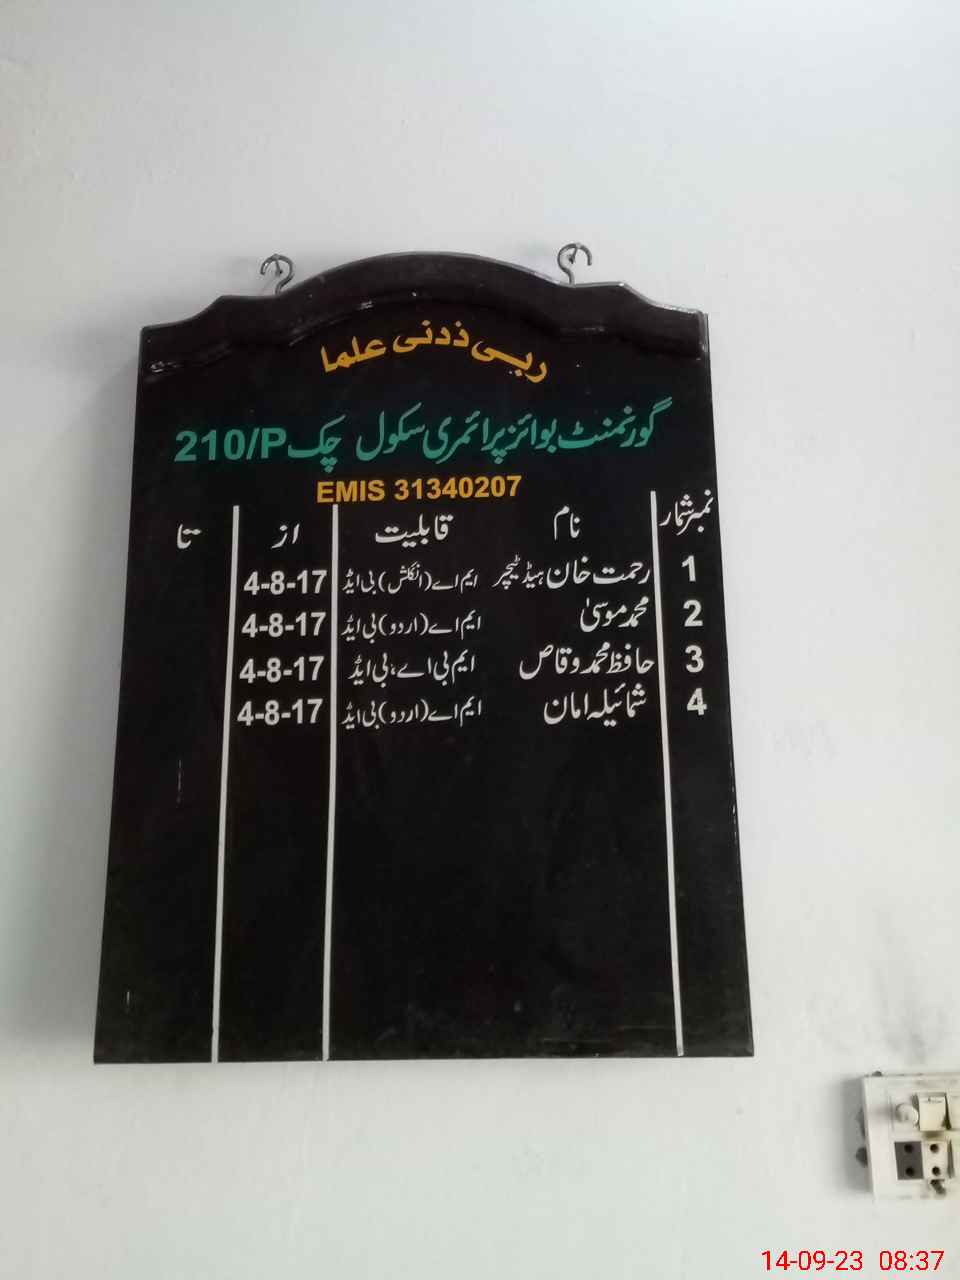 ربی ذدنی علما
گورنمنٹ بوائز پرائمری سکول چک 210/P
EMIS 31340207
نمبر شمار نام قابلیت از تا
1 رحمت خان ہیڈ ٹیچر ایم اے (انگلش) بی ایڈ 4-8-17
2 محمد موسیٰ ایم اے (اردو) بی ایڈ 4-8-17
3 حافظ محمد وقاص ایم بی اے، بی ایڈ 4-8-17
4 شمائیلہ امان ایم اے (اردو) بی ایڈ 4-8-17
14-09-23 08:37